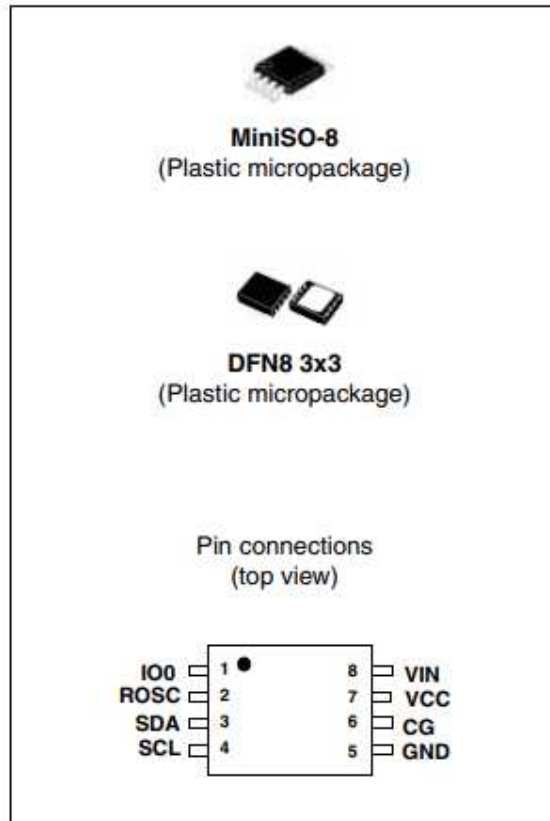 MiniSO-8
(Plastic micropackage)
DFN8 3x3
(Plastic micropackage)
Pin connections
(top view)
IO0 1 8 VIN
ROSC 2 7 VCC
SDA 3 6 CG
SCL 4 5 GND